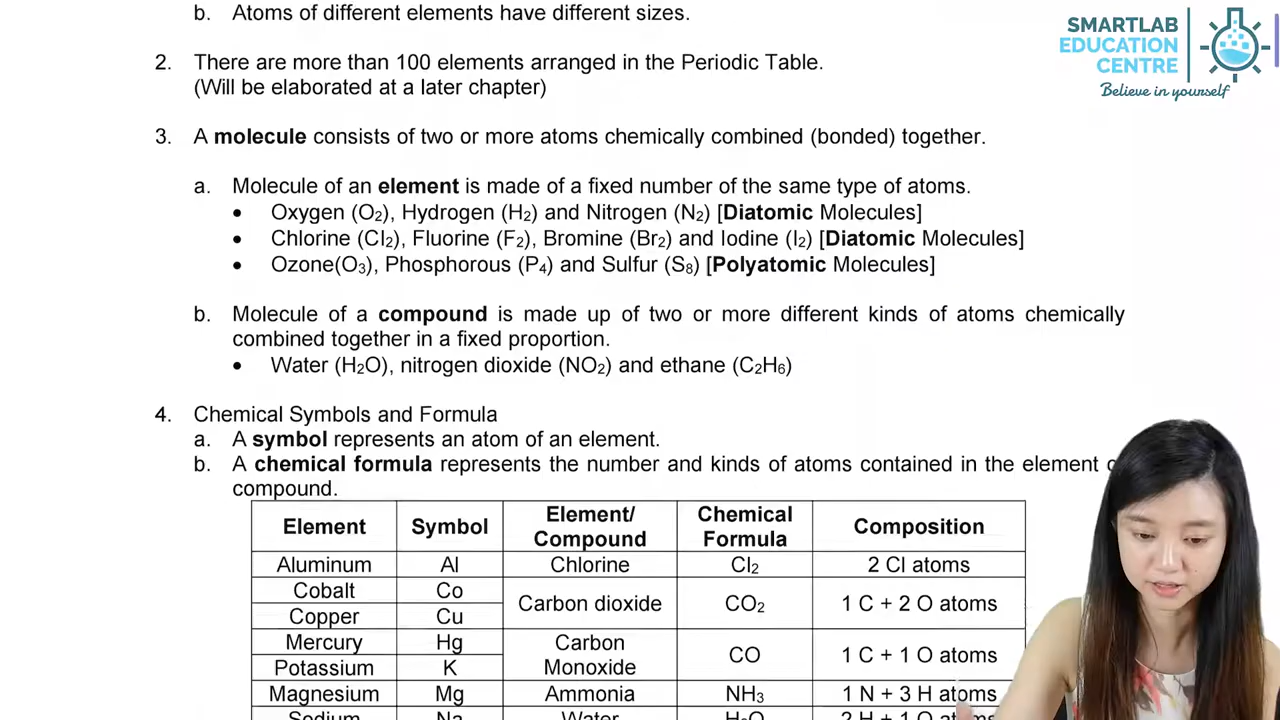 b. Atoms of different elements have different sizes.
SMARTLAB
EDUCATION
CENTRE
Believe in yourself
2. There are more than 100 elements arranged in the Periodic Table.
(Will be elaborated at a later chapter)
3. A molecule consists of two or more atoms chemically combined (bonded) together.
a. Molecule of an element is made of a fixed number of the same type of atoms.
• Oxygen (O₂), Hydrogen (H₂) and Nitrogen (N₂) [Diatomic Molecules]
• Chlorine (Cl₂), Fluorine (F₂), Bromine (Br₂) and Iodine (I₂) [Diatomic Molecules]
• Ozone(O₃), Phosphorous (P₄) and Sulfur (S₈) [Polyatomic Molecules]
b. Molecule of a compound is made up of two or more different kinds of atoms chemically
combined together in a fixed proportion.
• Water (H₂O), nitrogen dioxide (NO₂) and ethane (C₂H₆)
4. Chemical Symbols and Formula
a. A symbol represents an atom of an element.
b. A chemical formula represents the number and kinds of atoms contained in the element
compound.
Element Symbol Element/ Compound Chemical Formula Composition
Aluminum Al Chlorine Cl₂ 2 Cl atoms
Cobalt Co Carbon dioxide CO₂ 1 C + 2 O atoms
Copper Cu
Mercury Hg Carbon Monoxide CO 1 C + 1 O atoms
Potassium K
Magnesium Mg Ammonia NH₃ 1 N + 3 H atoms
Sodium Na Water H₂O 2 H + 1 O atoms